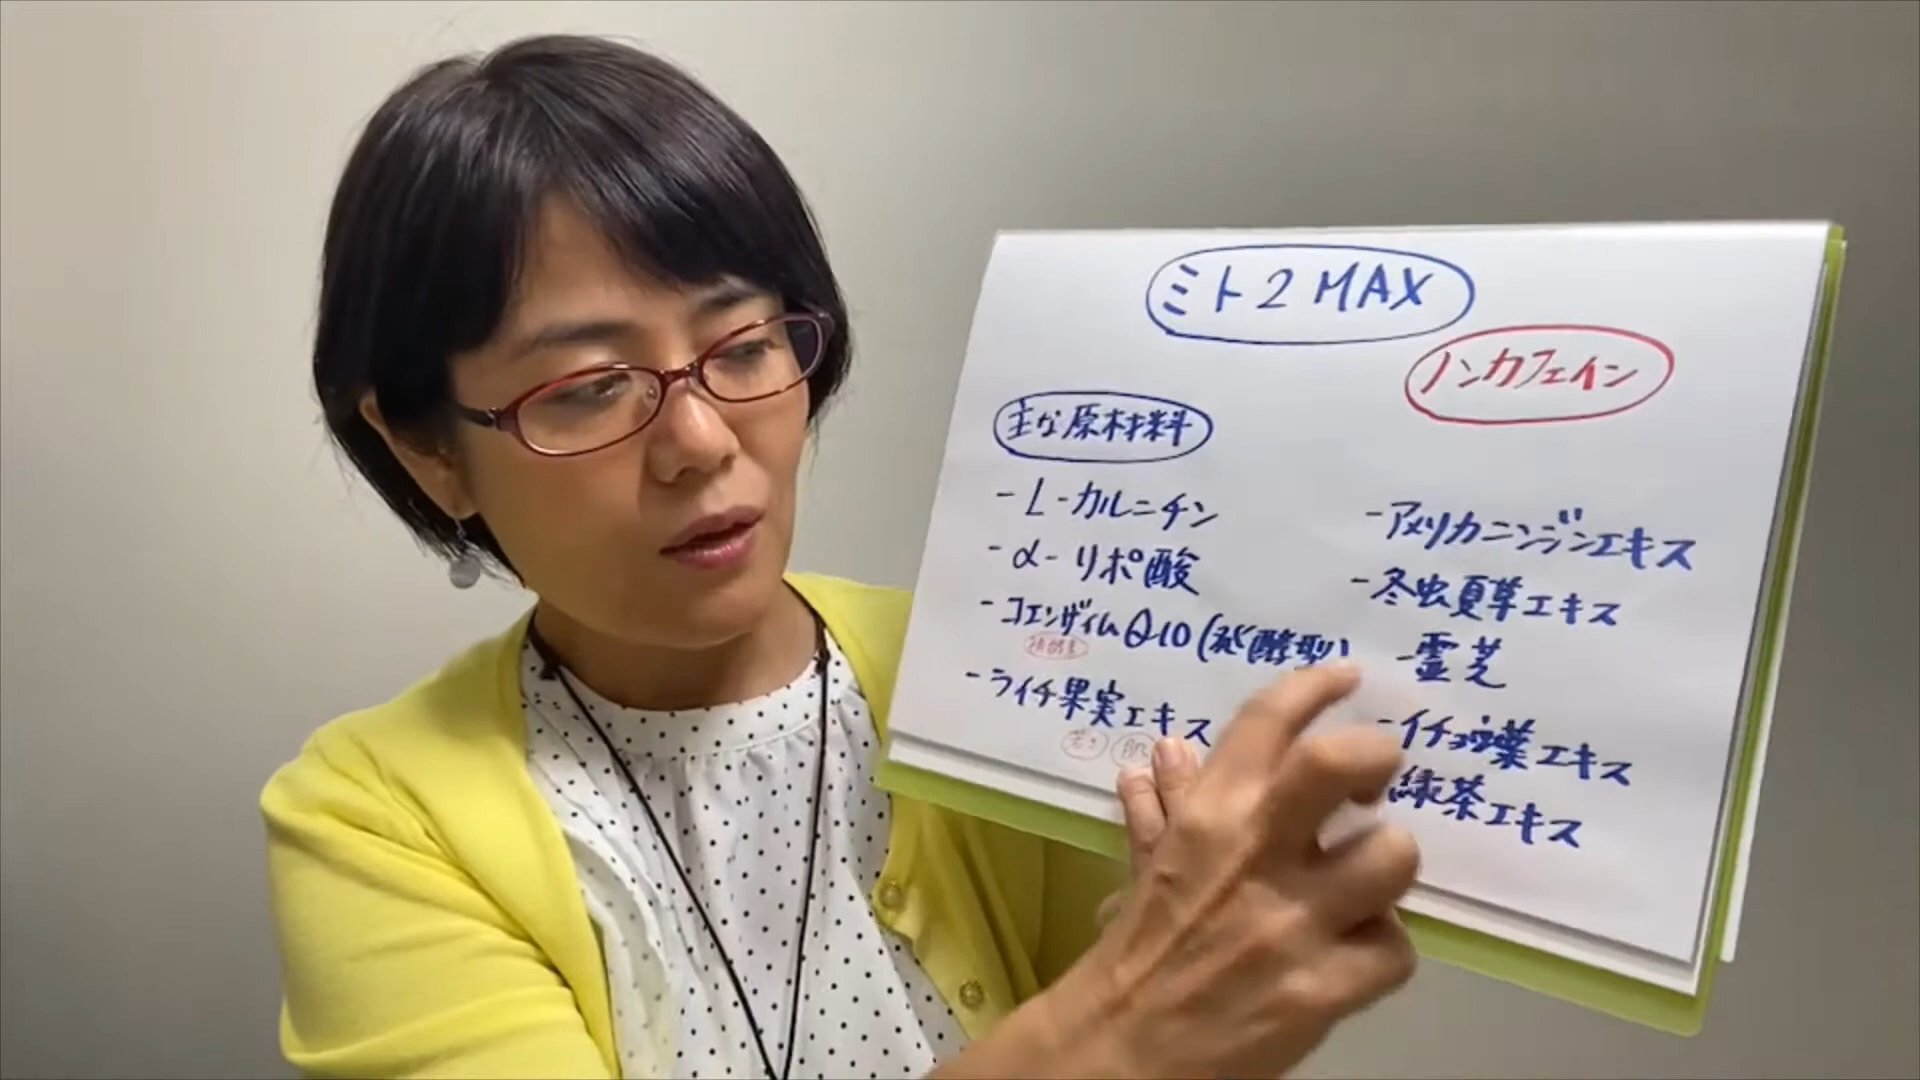 ミト2 MAX
ノンカフェイン
主な原材料
- L-カルニチン
- α-リポ酸
- コエンザイムQ10(発酵型)
- ライチ果実エキス
若さ 肌
- アメリカニンジンエキス
- 冬虫夏草エキス
- 霊芝
- イチョウ葉エキス
緑茶エキス